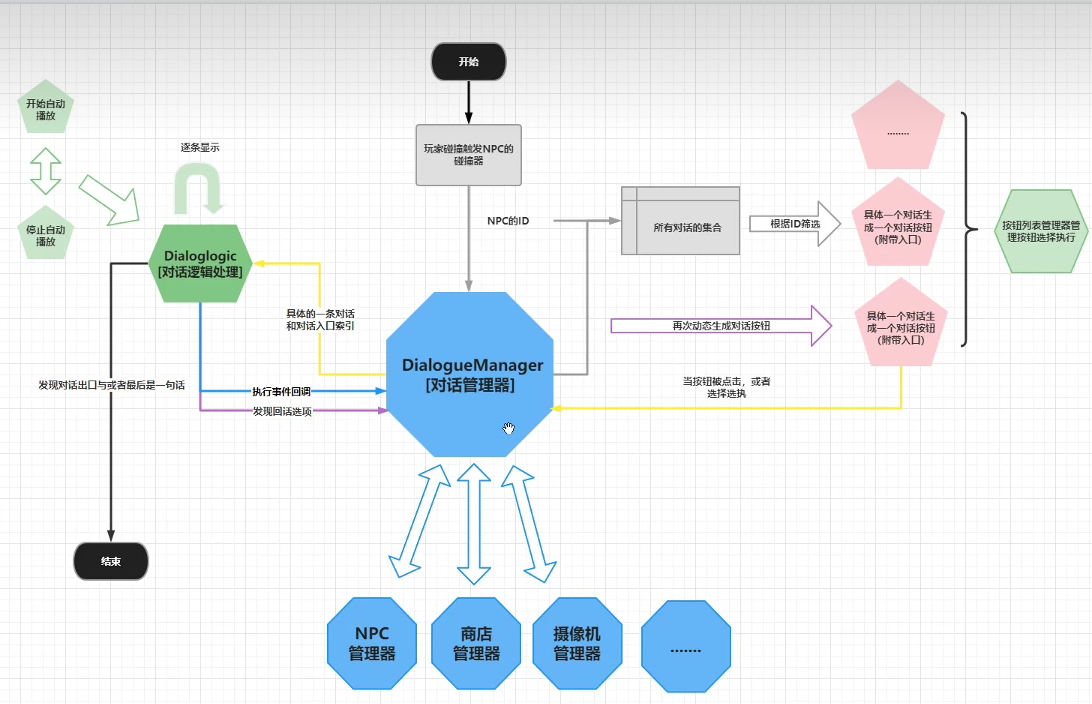 开始
开始自动
播放
停止自动
播放
逐条显示
玩家碰撞触发NPC的
碰撞器
NPC的ID
所有对话的集合
根据ID筛选
........
具体一个对话生
成一个对话按钮
(附带入口)
按钮列表管理器管
理按钮选择执行
Dialoglogic
[对话逻辑处理]
具体的一条对话
和对话入口索引
再次动态生成对话按钮
具体一个对话生
成一个对话按钮
(附带入口)
DialogueManager
[对话管理器]
当按钮被点击，或者
选择选执
发现对话出口与或者最后是一句话
执行事件回调
发现回话选项
结束
NPC
管理器
商店
管理器
摄像机
管理器
.......